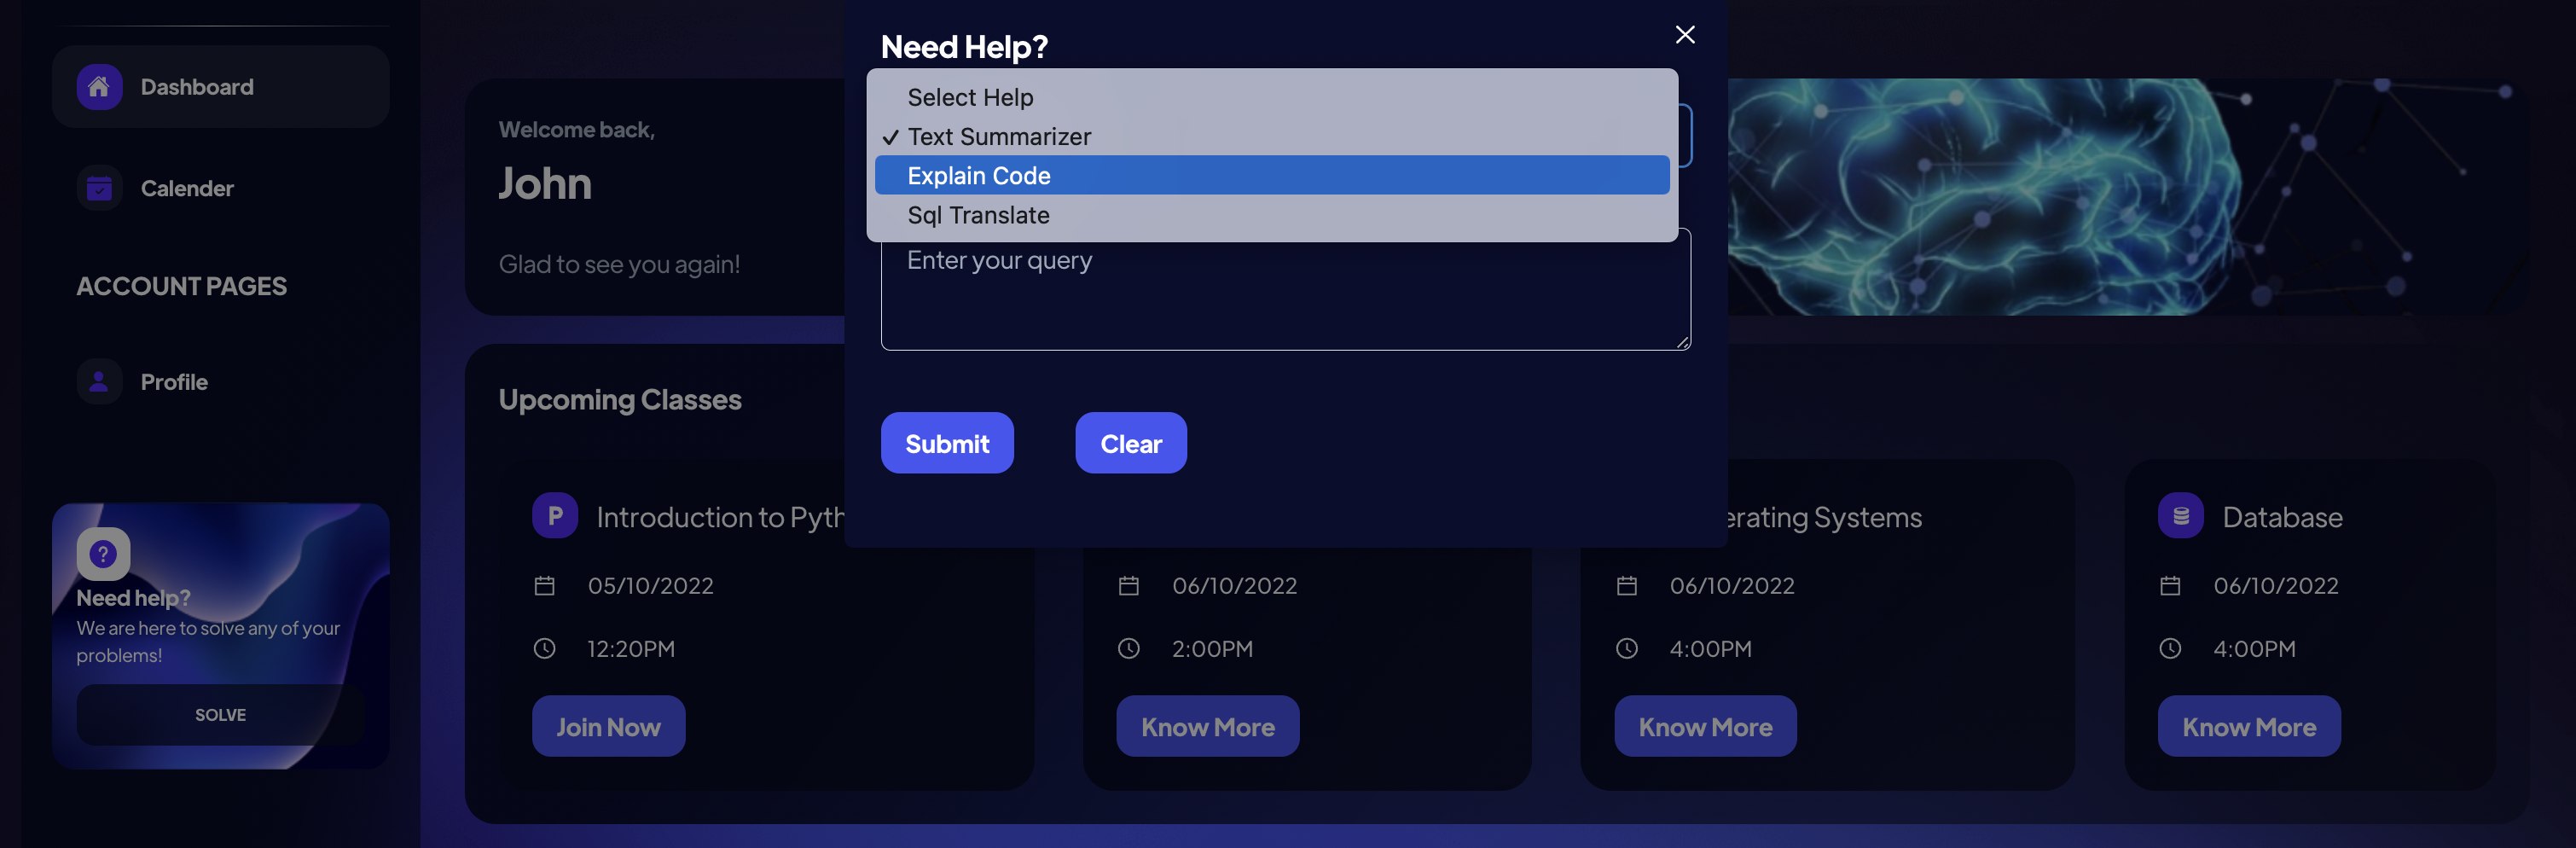 Dashboard
Calender
ACCOUNT PAGES
Profile
?
Need help?
We are here to solve any of your
problems!
SOLVE
Welcome back,
John
Glad to see you again!
Need Help?
Select Help
✓ Text Summarizer
Explain Code
Sql Translate
Enter your query
Submit
Clear
Upcoming Classes
P
Introduction to
05/10/2022
12:20PM
Join Now
06/10/2022
2:00PM
Know More
Systems
06/10/2022
4:00PM
Know More
Database
06/10/2022
4:00PM
Know More